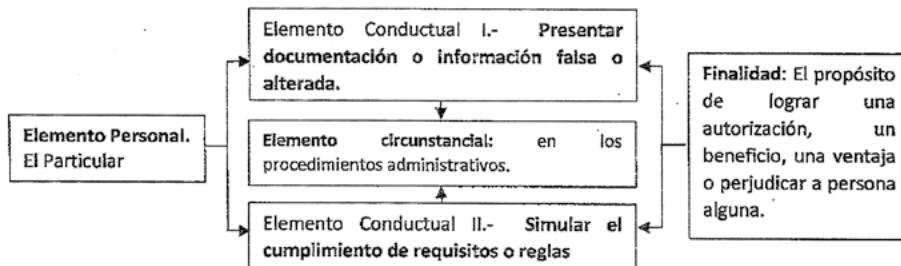 Elemento Personal.
El Particular
Elemento Conductual I.- Presentar
documentación o información falsa o
alterada.
Elemento circunstancial: en los
procedimientos administrativos.
Elemento Conductual II.- Simular el
cumplimiento de requisitos o reglas
Finalidad: El propósito
de lograr una
autorización, un
beneficio, una ventaja
o perjudicar a persona
alguna.